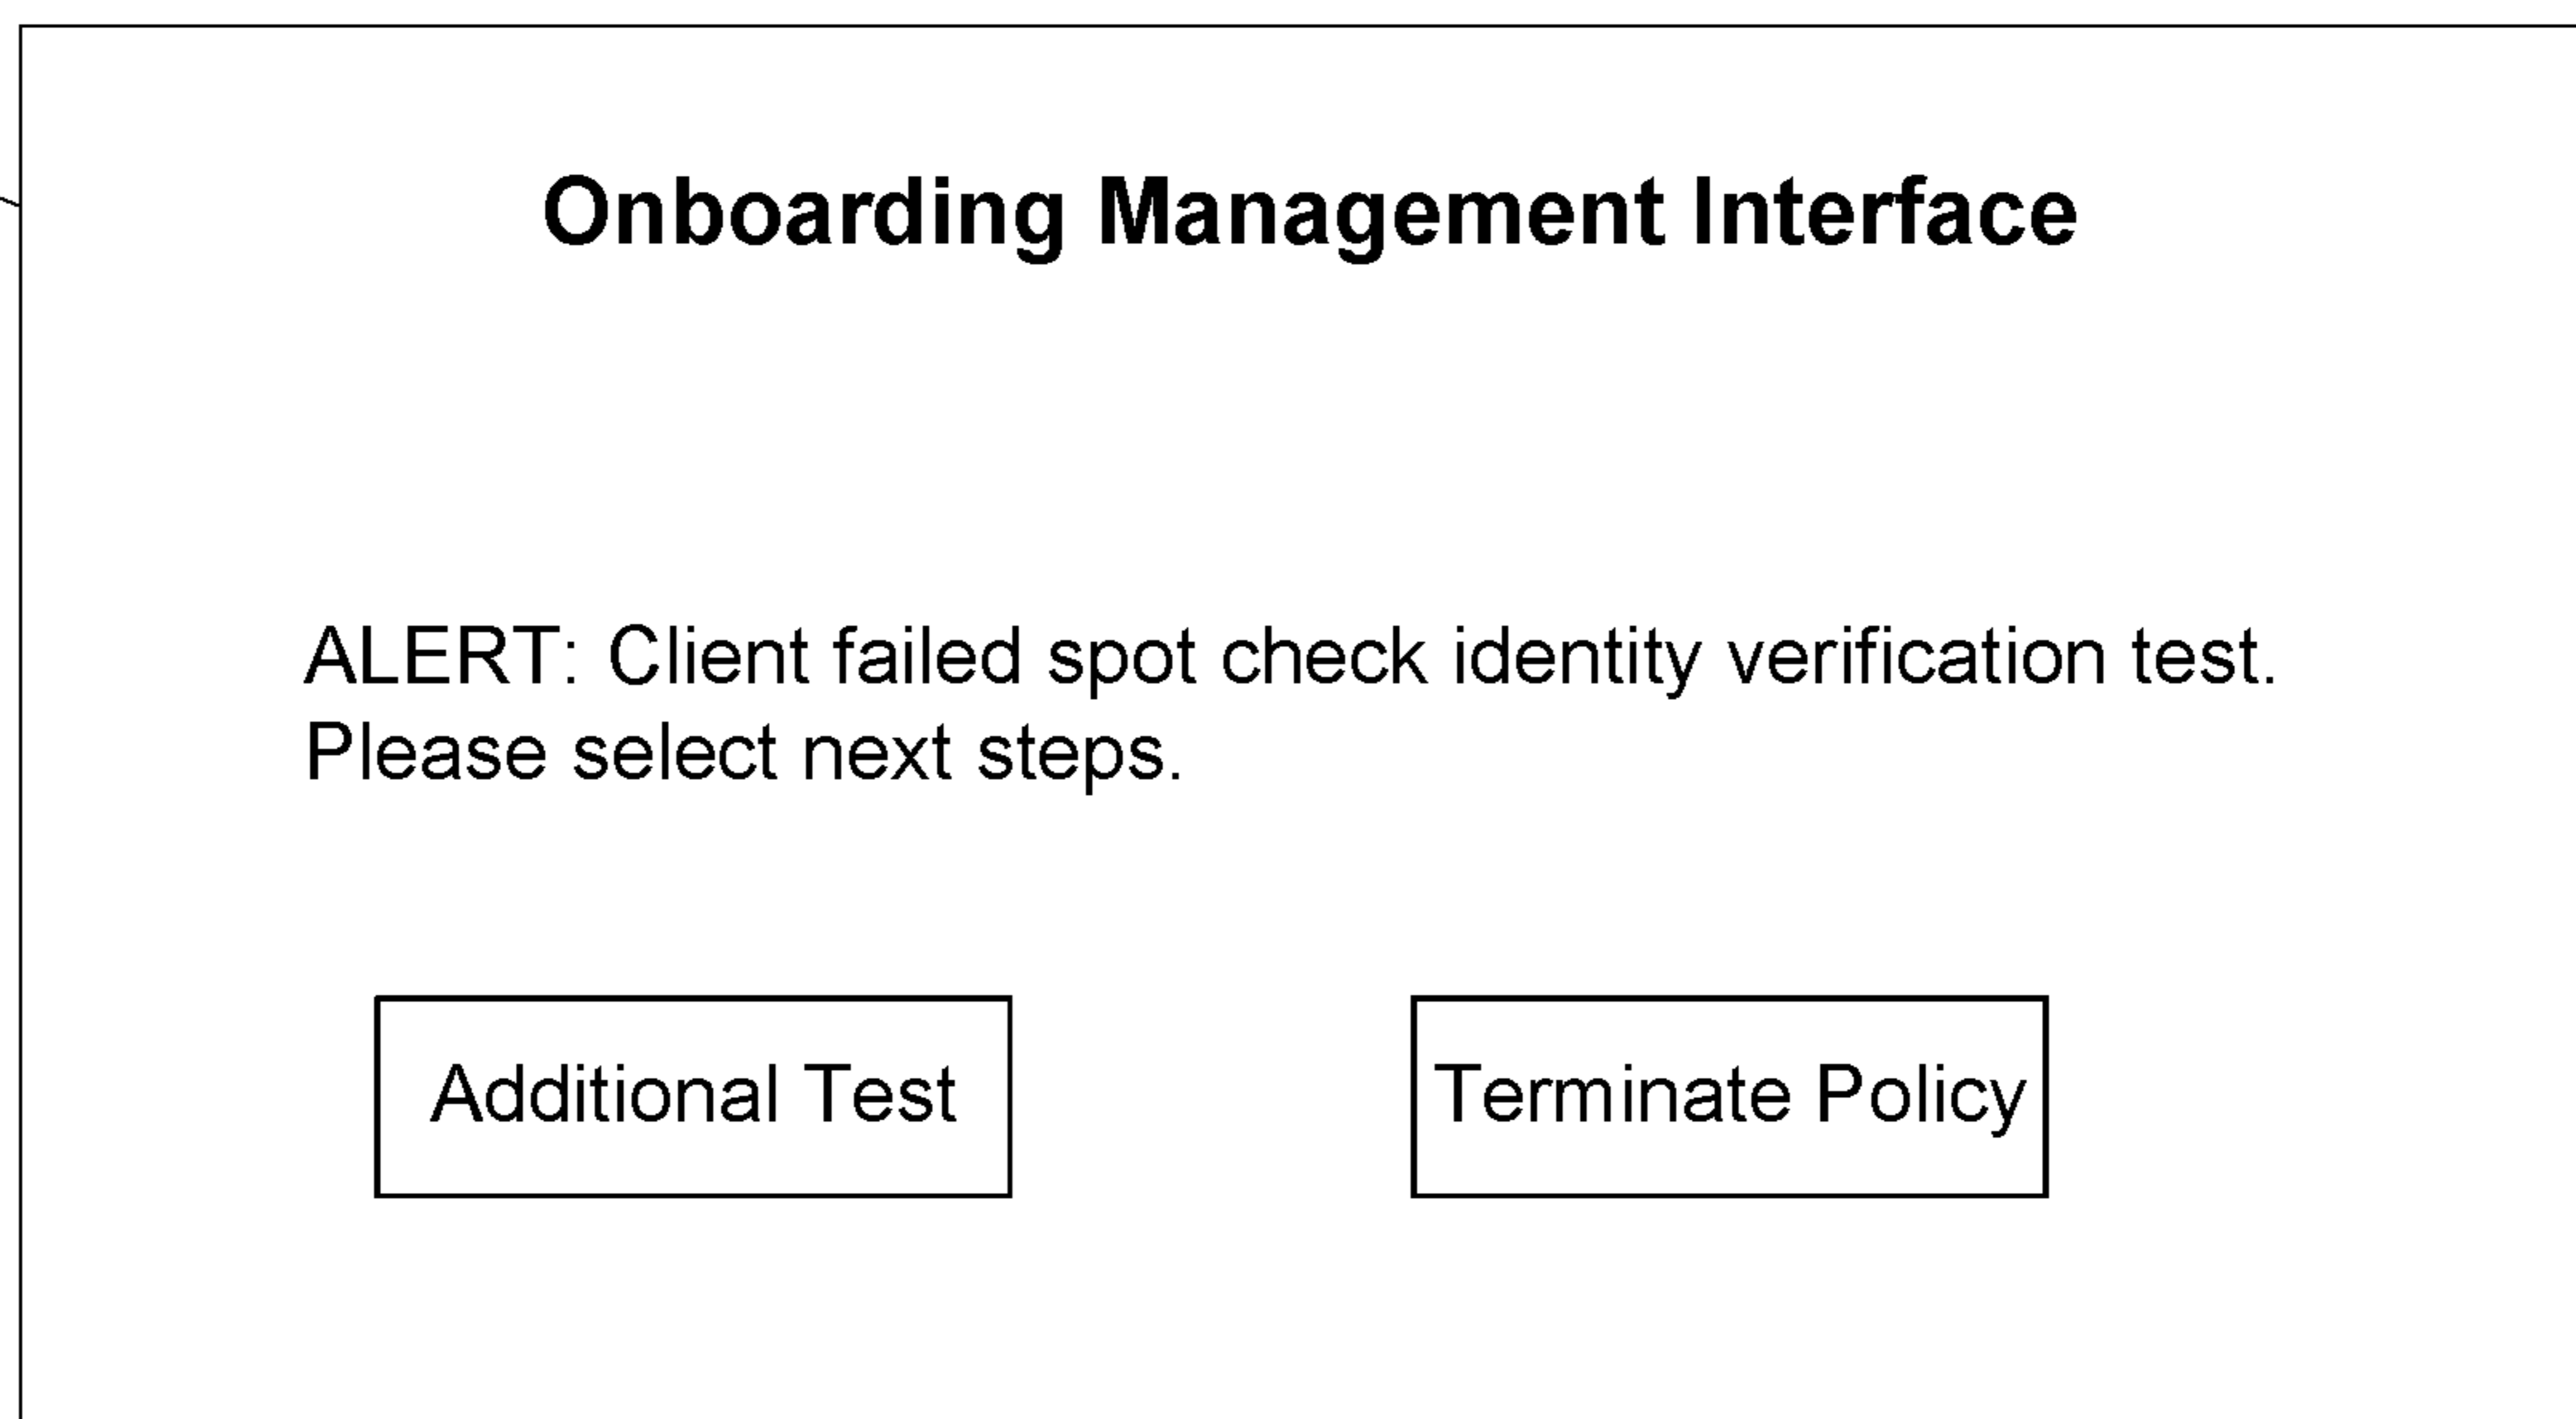 Onboarding Management Interface
ALERT: Client failed spot check identity verification test.
Please select next steps.
Additional Test
Terminate Policy